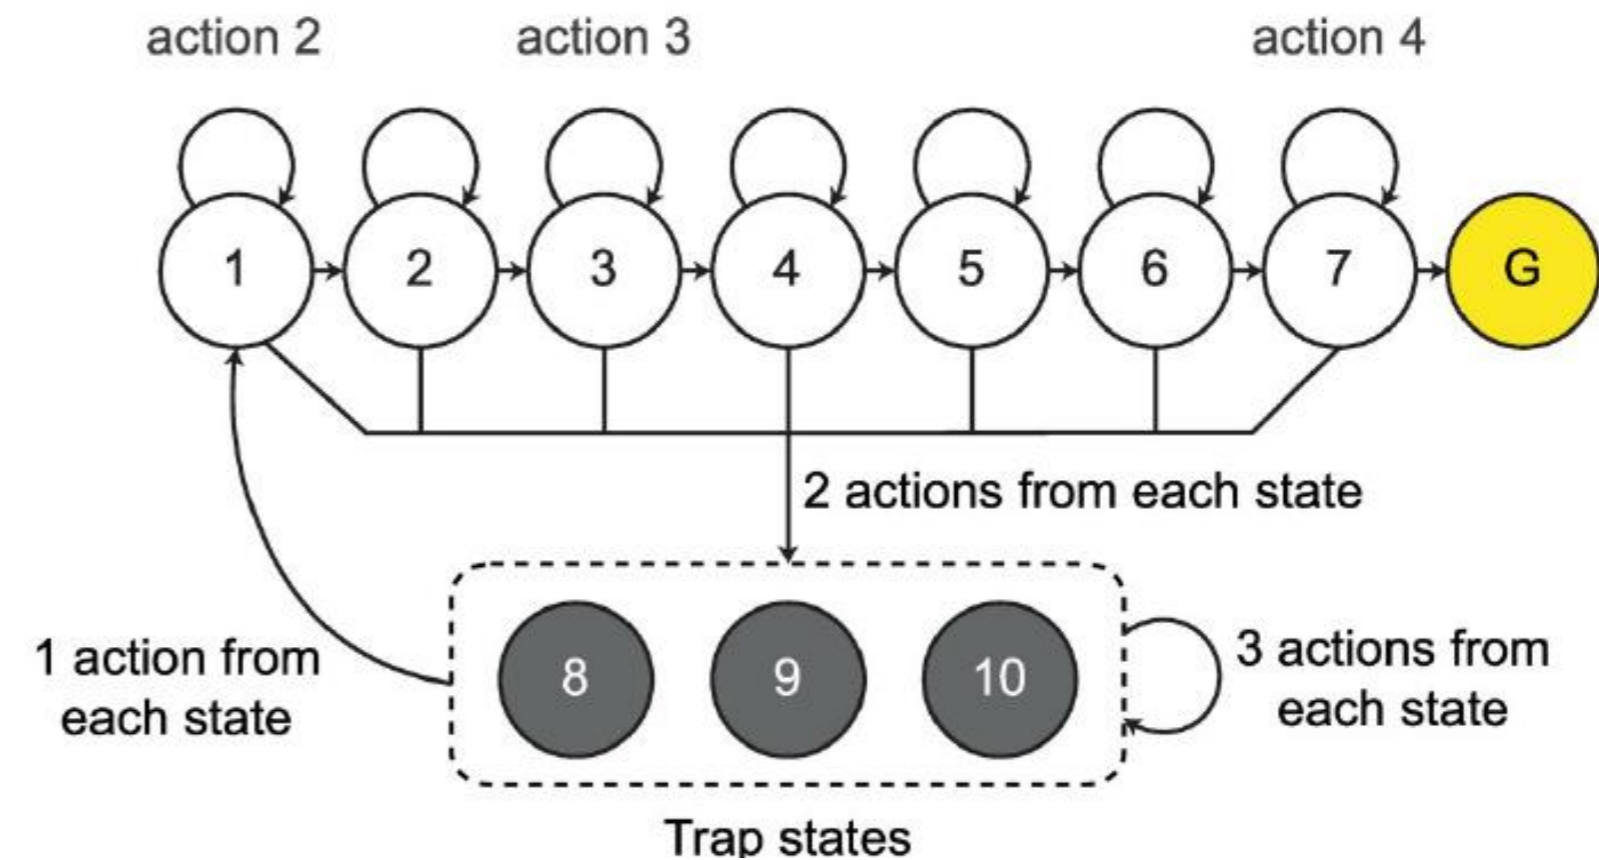 action 2 action 3 action 4
1 2 3 4 5 6 7 G
2 actions from each state
1 action from
each state
8 9 10
3 actions from
each state
Trap states